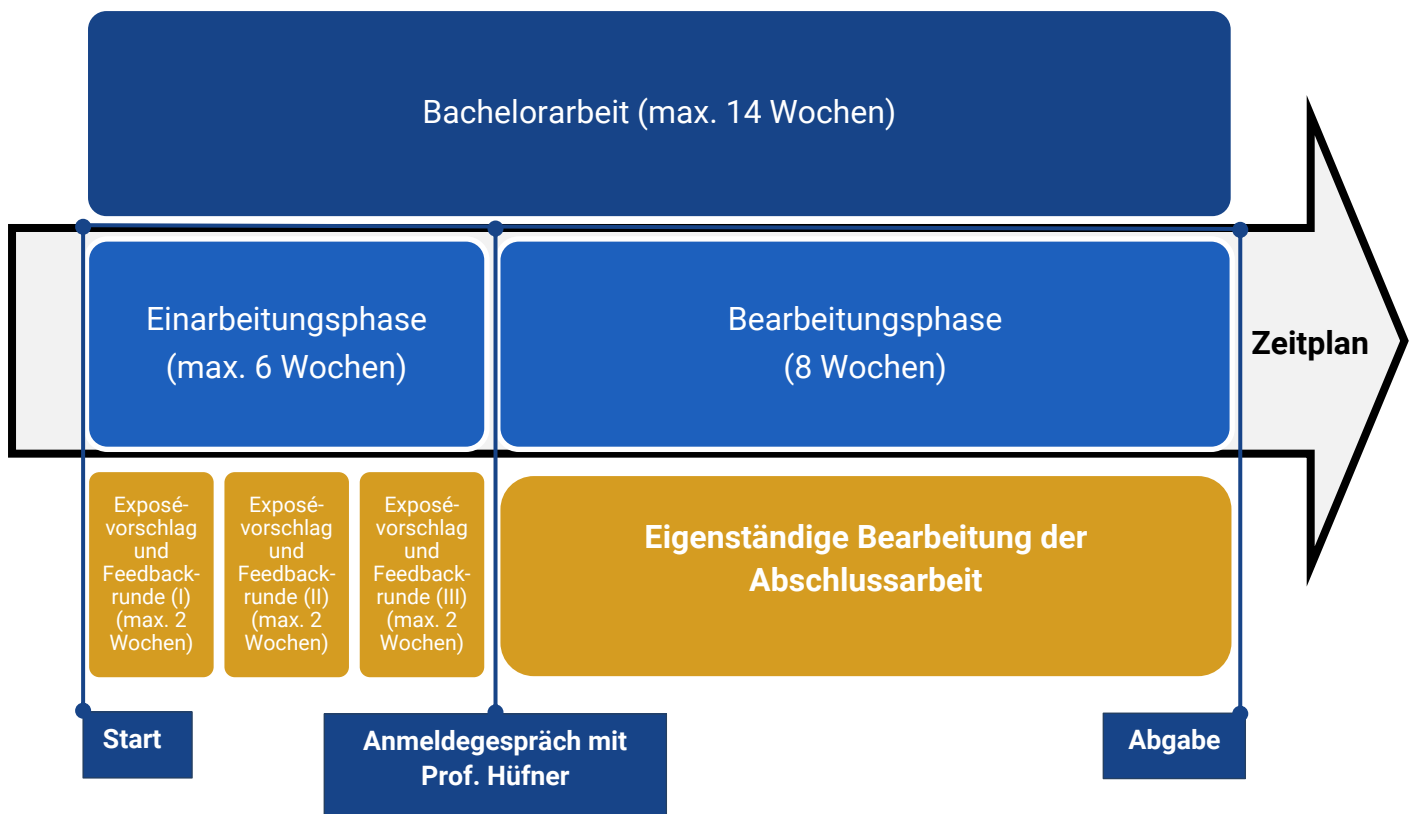 Bachelorarbeit (max. 14 Wochen)
Einarbeitungsphase
(max. 6 Wochen)
Bearbeitungsphase
(8 Wochen)
Zeitplan
Exposé-
vorschlag
und
Feedback-
runde (I)
(max. 2
Wochen)
Exposé-
vorschlag
und
Feedback-
runde (II)
(max. 2
Wochen)
Exposé-
vorschlag
und
Feedback-
runde (III)
(max. 2
Wochen)
Eigenständige Bearbeitung der
Abschlussarbeit
Start
Anmeldegespräch mit
Prof. Hüfner
Abgabe